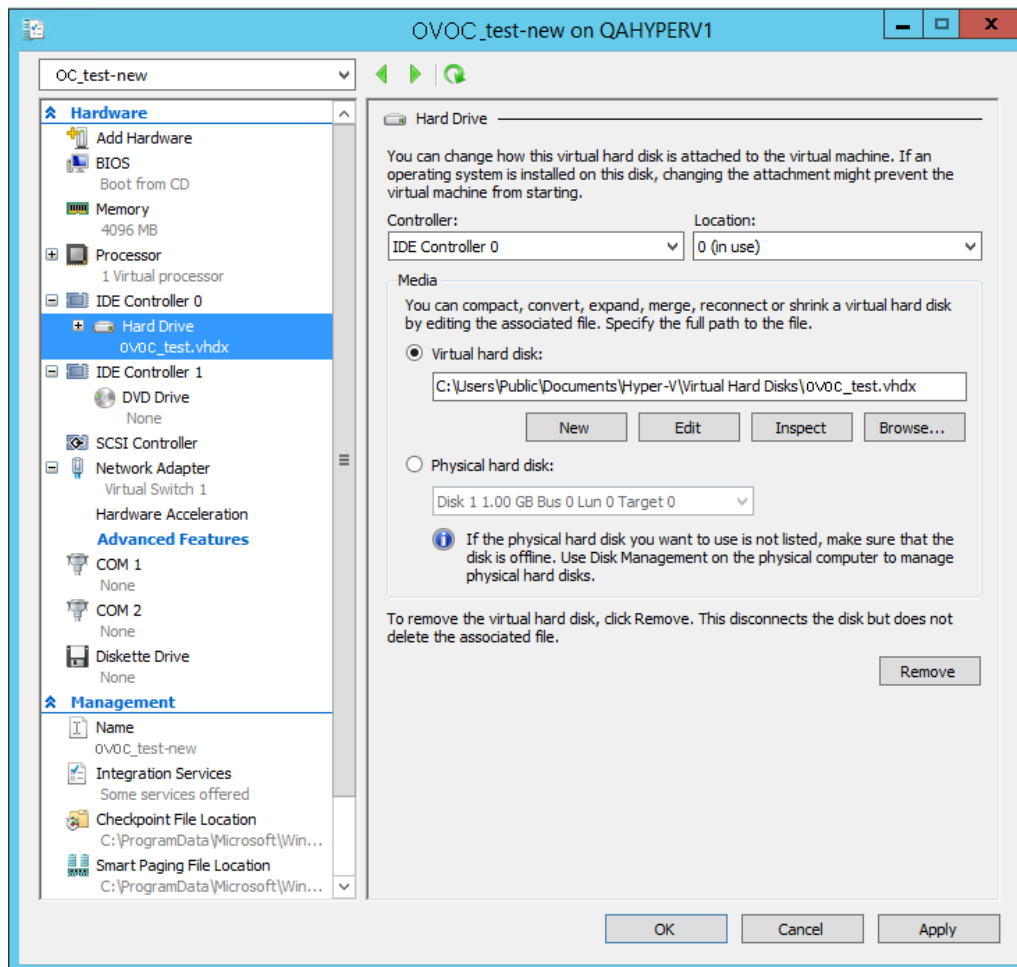 OVOC_test-new on QAHYPERV1
OC_test-new
Hardware
Add Hardware
BIOS
Boot from CD
Memory
4096 MB
Processor
1 Virtual processor
IDE Controller 0
Hard Drive
OVOC_test.vhdx
IDE Controller 1
DVD Drive
None
SCSI Controller
Network Adapter
Virtual Switch 1
Hardware Acceleration
Advanced Features
COM 1
None
COM 2
None
Diskette Drive
None
Management
Name
OVOC_test-new
Integration Services
Some services offered
Checkpoint File Location
C:\ProgramData\Microsoft\Win...
Smart Paging File Location
C:\ProgramData\Microsoft\Win...
Hard Drive
You can change how this virtual hard disk is attached to the virtual machine. If an
operating system is installed on this disk, changing the attachment might prevent the
virtual machine from starting.
Controller: Location:
IDE Controller 0 0 (in use)
Media
You can compact, convert, expand, merge, reconnect or shrink a virtual hard disk
by editing the associated file. Specify the full path to the file.
Virtual hard disk:
C:\Users\Public\Documents\Hyper-V\Virtual Hard Disks\OVOC_test.vhdx
New Edit Inspect Browse...
Physical hard disk:
Disk 1 1.00 GB Bus 0 Lun 0 Target 0
If the physical hard disk you want to use is not listed, make sure that the
disk is offline. Use Disk Management on the physical computer to manage
physical hard disks.
To remove the virtual hard disk, click Remove. This disconnects the disk but does not
delete the associated file.
Remove
OK Cancel Apply